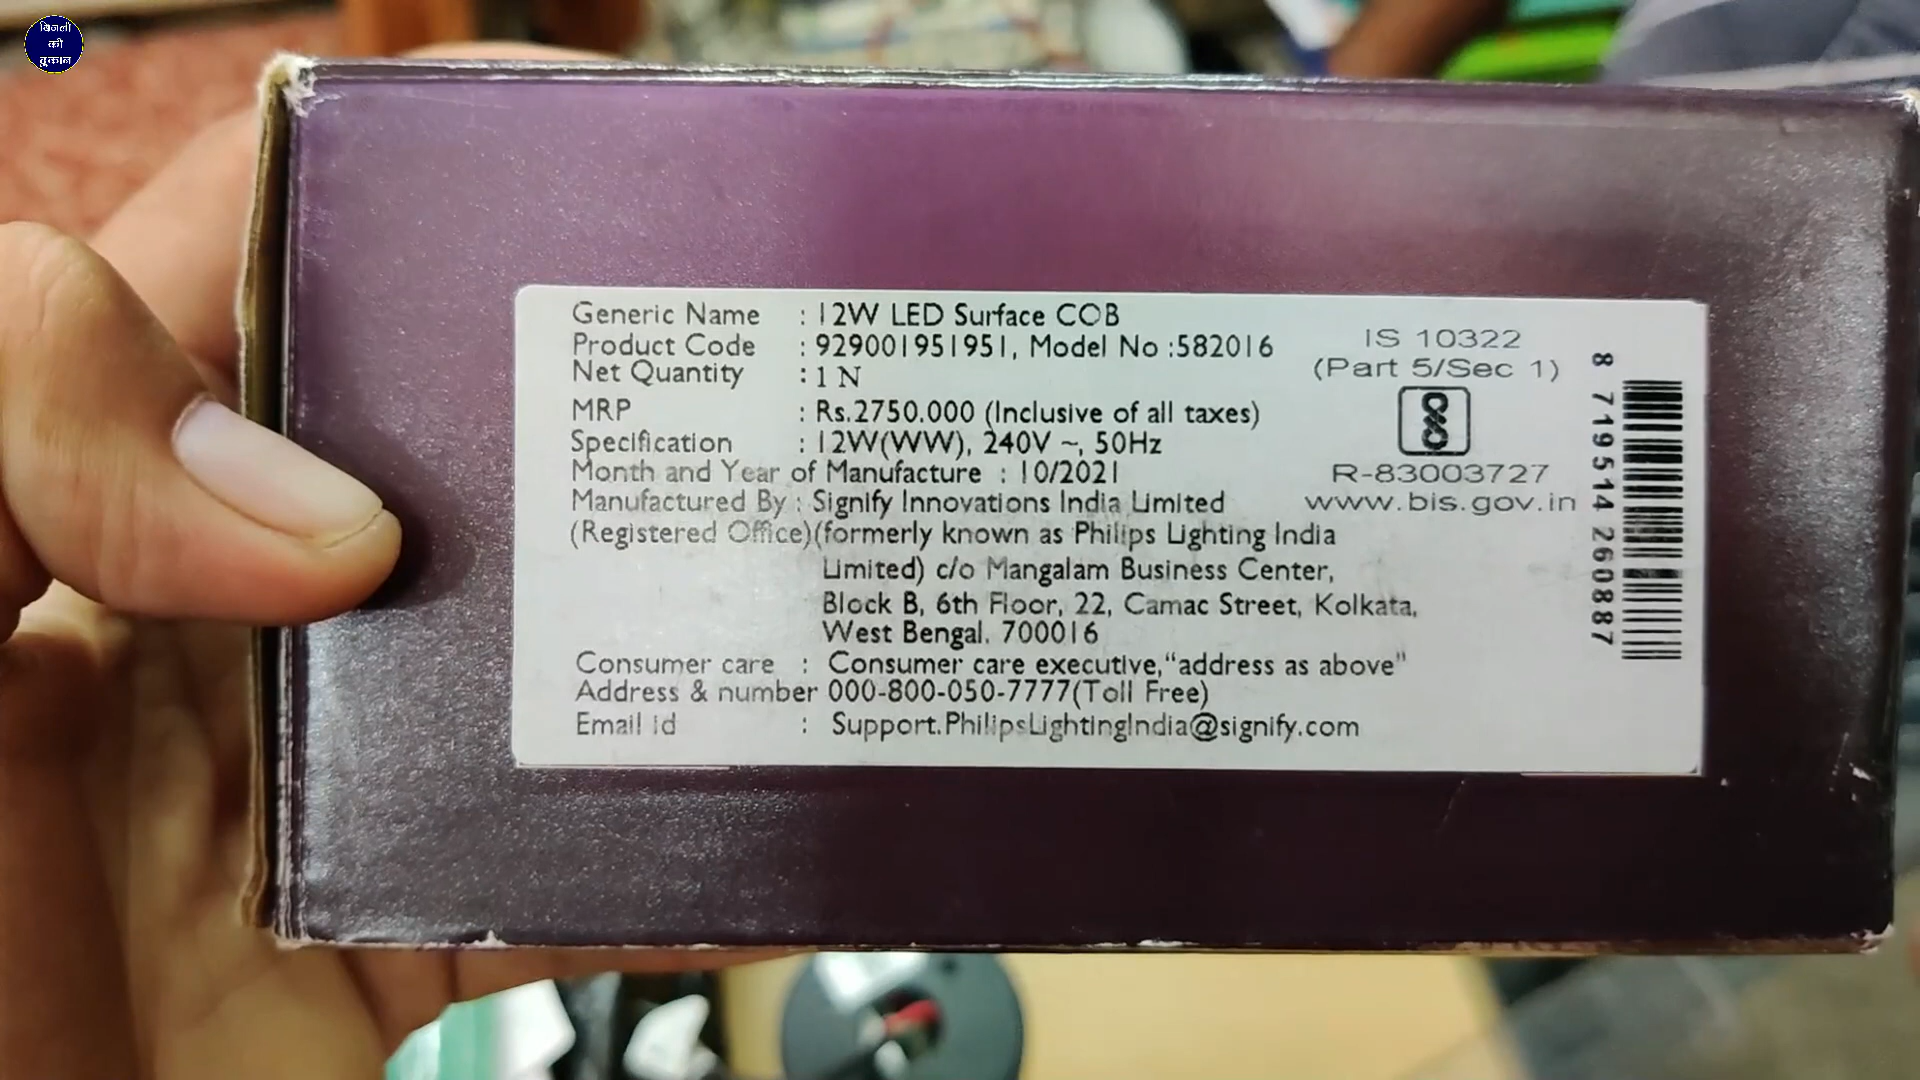 बिजली
की
दुकान
Generic Name : 12W LED Surface COB
Product Code : 929001951951, Model No :582016
Net Quantity : 1 N
MRP : Rs.2750.000 (Inclusive of all taxes)
Specification : 12W(WW), 240V ~, 50Hz
Month and Year of Manufacture : 10/2021
Manufactured By : Signify Innovations India Limited
(Registered Office)(formerly known as Philips Lighting India
Limited) c/o Mangalam Business Center,
Block B, 6th Floor, 22, Camac Street, Kolkata,
West Bengal. 700016
Consumer care : Consumer care executive,“address as above”
Address & number 000-800-050-7777(Toll Free)
Email id : Support.PhilipsLightingIndia@signify.com
IS 10322
(Part 5/Sec 1)
R-83003727
www.bis.gov.in
8 719514 260887